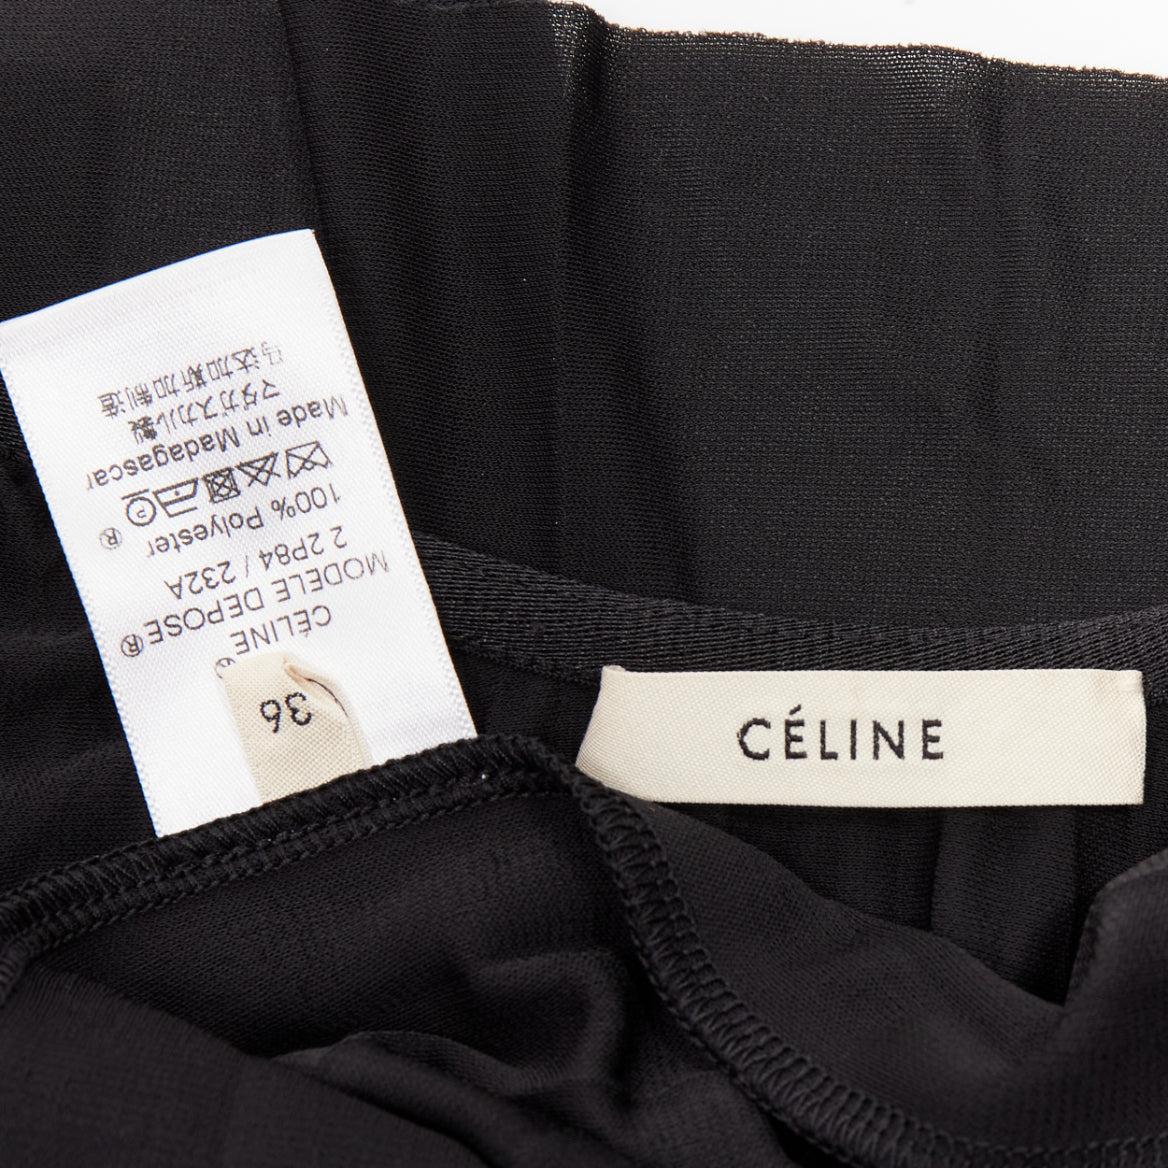 CÉLINE
36
CÉLINE
MODELE DEPOSE®
2 2P84 / 232A
100% Polyester ®
P
Made in Madagascar
マダガスカル製
马达加斯加制造